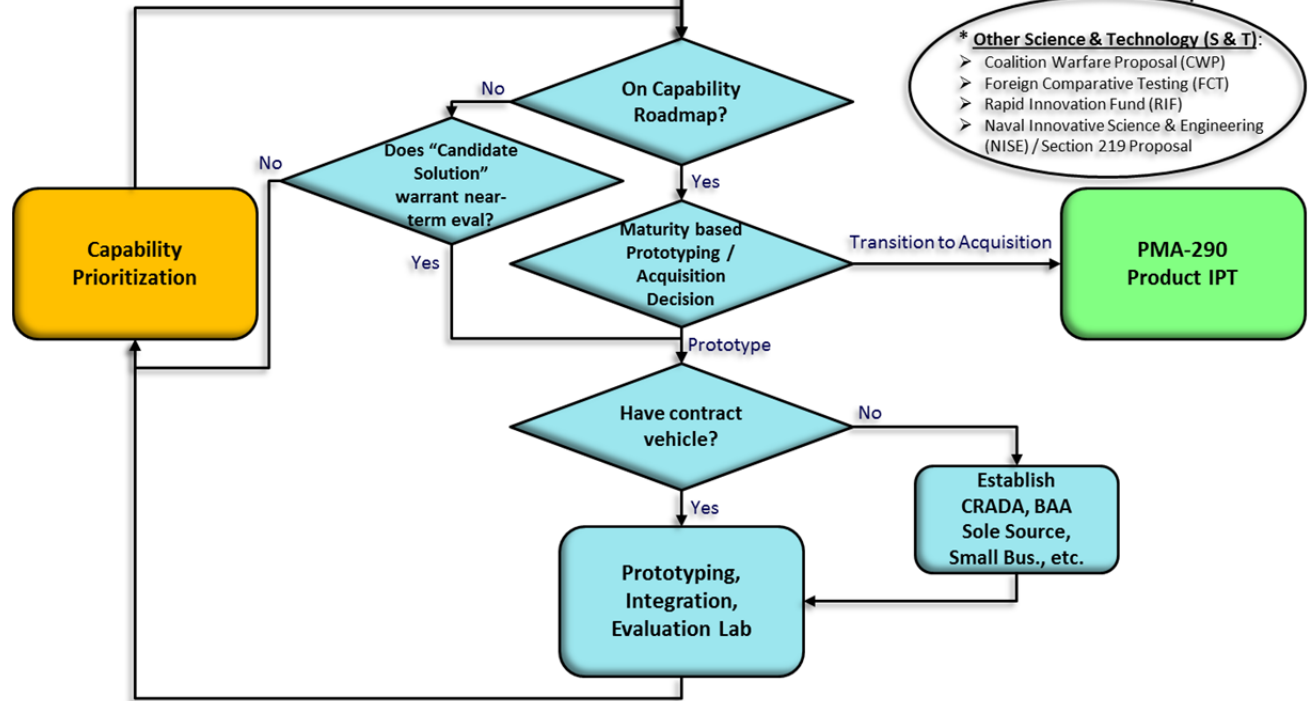 * Other Science & Technology (S & T):
➢ Coalition Warfare Proposal (CWP)
➢ Foreign Comparative Testing (FCT)
➢ Rapid Innovation Fund (RIF)
➢ Naval Innovative Science & Engineering
(NISE) / Section 219 Proposal
On Capability
Roadmap?
No
Yes
Does “Candidate
Solution”
warrant near-
term eval?
No
Yes
Capability
Prioritization
Maturity based
Prototyping /
Acquisition
Decision
Transition to Acquisition
PMA-290
Product IPT
Prototype
Have contract
vehicle?
No
Yes
Establish
CRADA, BAA
Sole Source,
Small Bus., etc.
Prototyping,
Integration,
Evaluation Lab